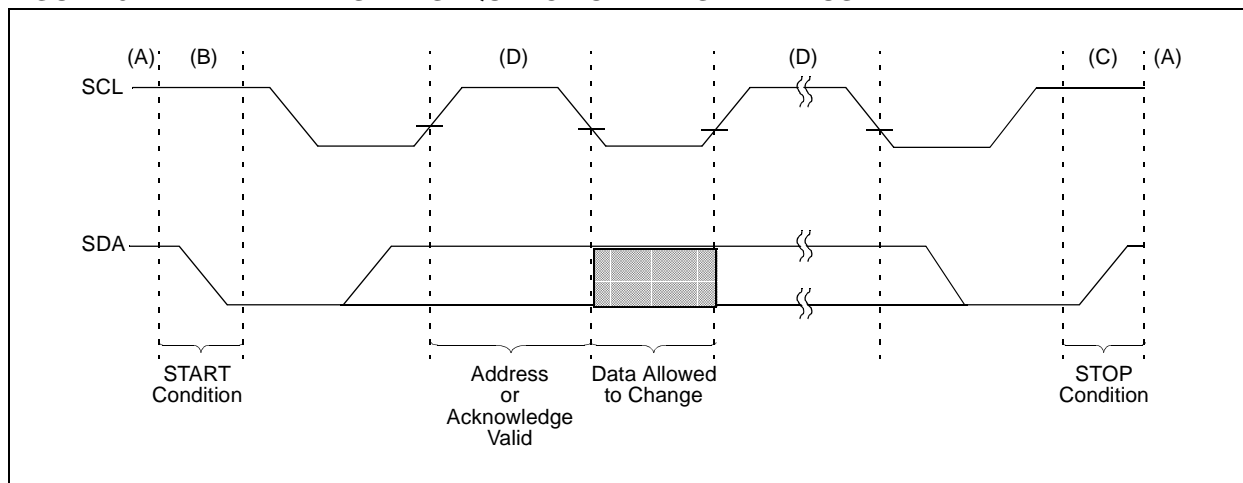 (A) (B) (D) (D) (C) (A)
SCL
SDA
START
Condition
Address
or
Acknowledge
Valid
Data Allowed
to Change
STOP
Condition